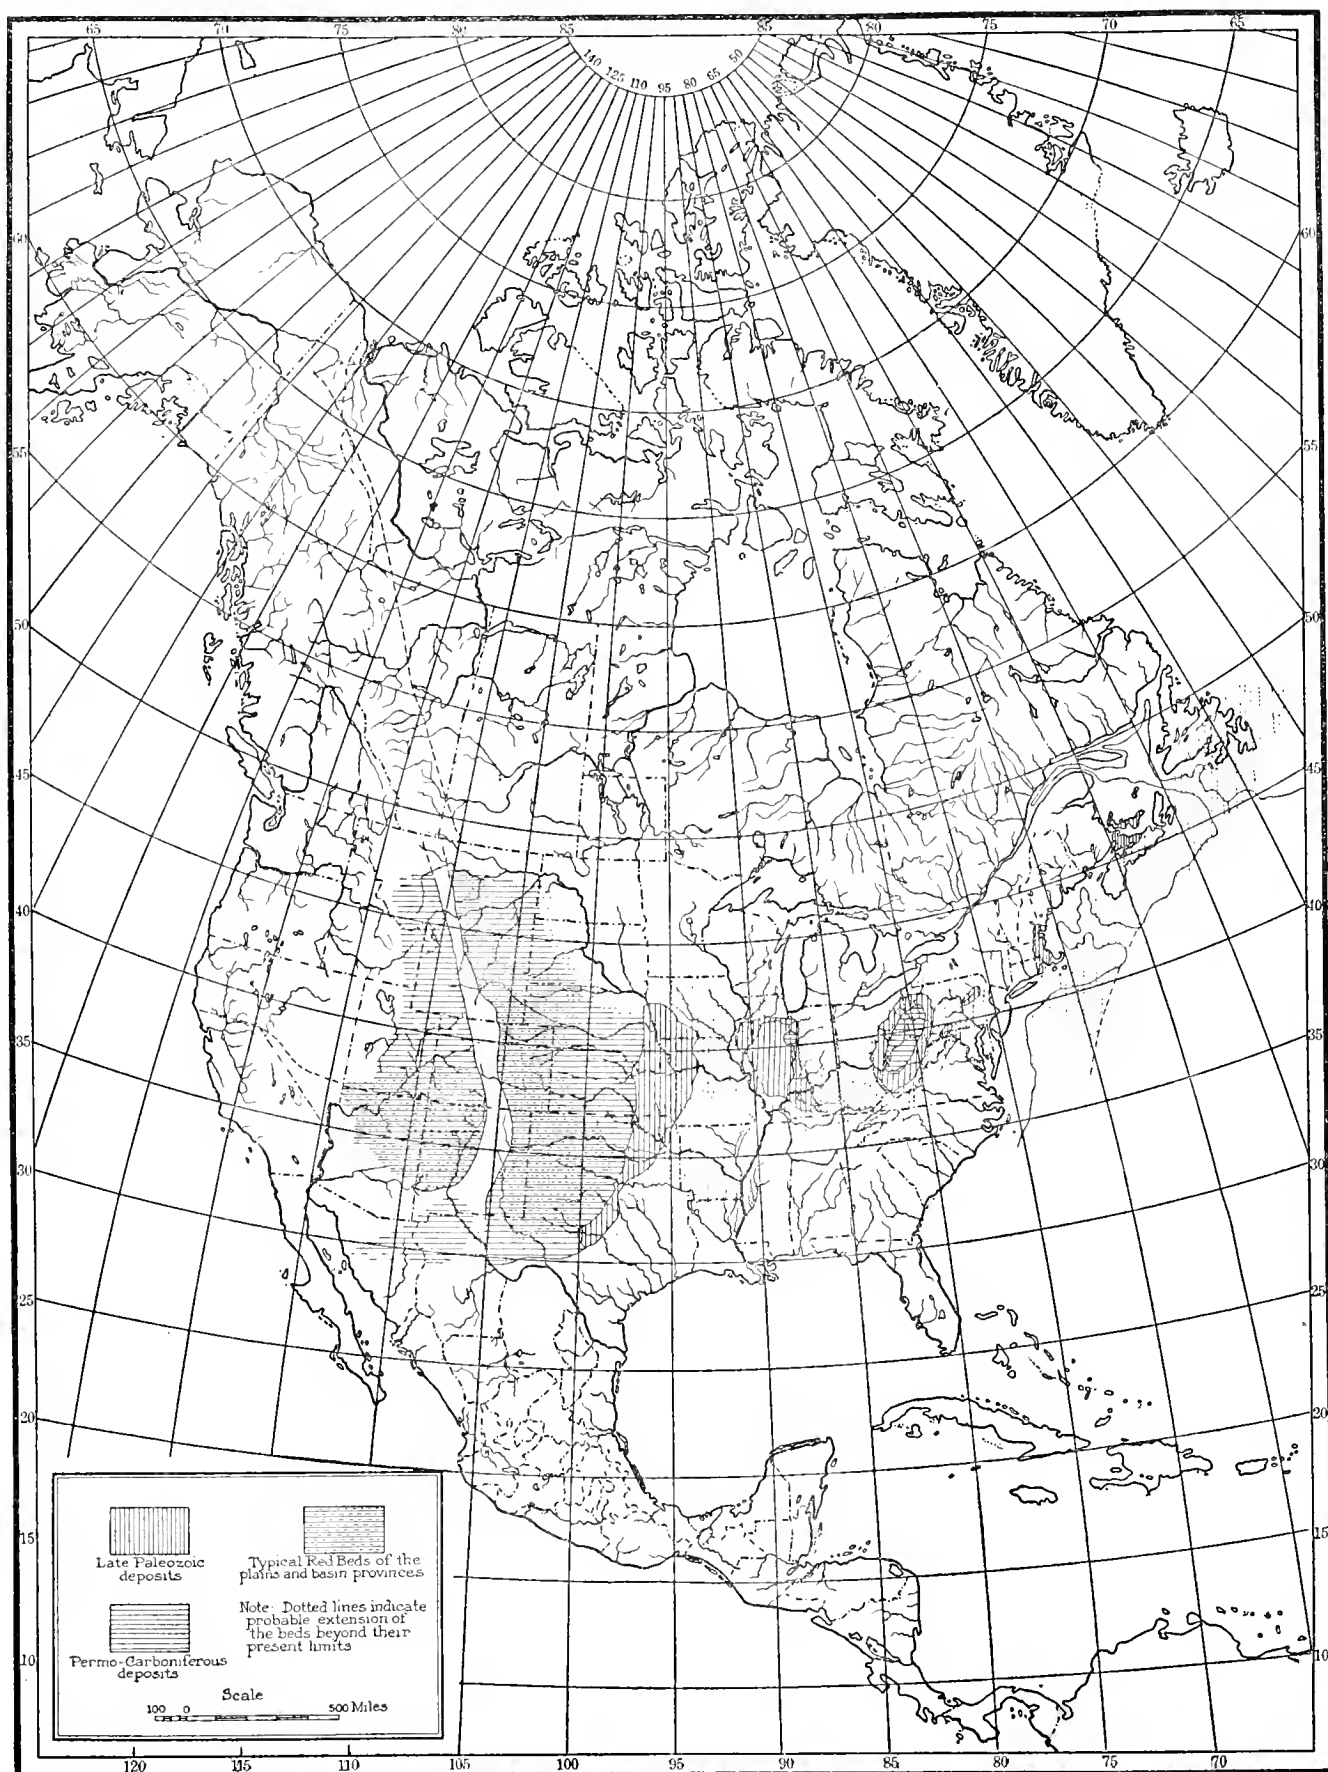 65 75 80 85 85 80 75 70 65
140 125 110 95 80 65 50
60 60
55 55
50 50
45 45
40 40
35 35
30 30
25 25
20 20
15 15
10 10
Late Paleozoic
deposits
Typical Red Beds of the
plains and basin provinces
Permo-Carboniferous
deposits
Note: Dotted lines indicate
probable extension of
the beds beyond their
present limits
Scale
100 0 500 Miles
120 115 110 105 100 95 90 85 80 75 70